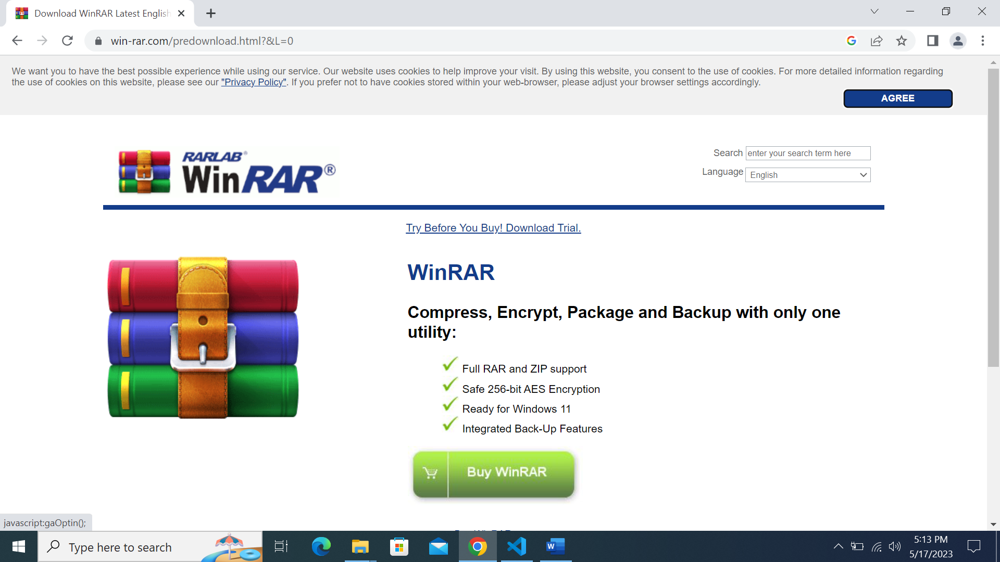 Download WinRAR Latest English
win-rar.com/predownload.html?&L=0
We want you to have the best possible experience while using our service. Our website uses cookies to help improve your visit. By using this website, you consent to the use of cookies. For more detailed information regarding
the use of cookies on this website, please see our "Privacy Policy". If you prefer not to have cookies stored within your web-browser, please adjust your browser settings accordingly.
AGREE
RARLAB®
WinRAR®
Search enter your search term here
Language English
Try Before You Buy! Download Trial.
WinRAR
Compress, Encrypt, Package and Backup with only one
utility:
Full RAR and ZIP support
Safe 256-bit AES Encryption
Ready for Windows 11
Integrated Back-Up Features
Buy WinRAR
javascript:gaOptin();
Type here to search
5:13 PM
5/17/2023